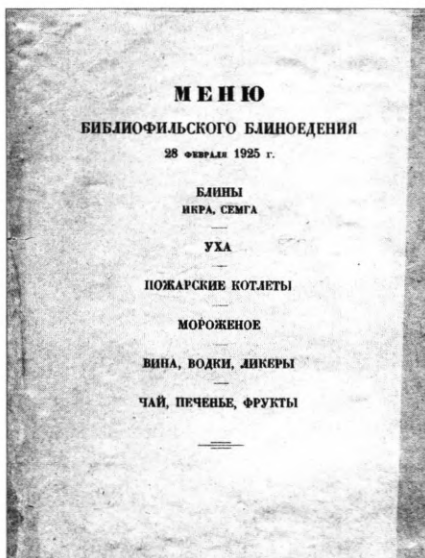 МЕНЮ
БИБЛИОФИЛЬСКОГО БЛИНОЕДЕНИЯ
28 ФЕВРАЛЯ 1925 г.
БЛИНЫ
ИКРА, СЕМГА
УХА
ПОЖАРСКИЕ КОТЛЕТЫ
МОРОЖЕНОЕ
ВИНА, ВОДКИ, ЛИКЕРЫ
ЧАЙ, ПЕЧЕНЬЕ, ФРУКТЫ